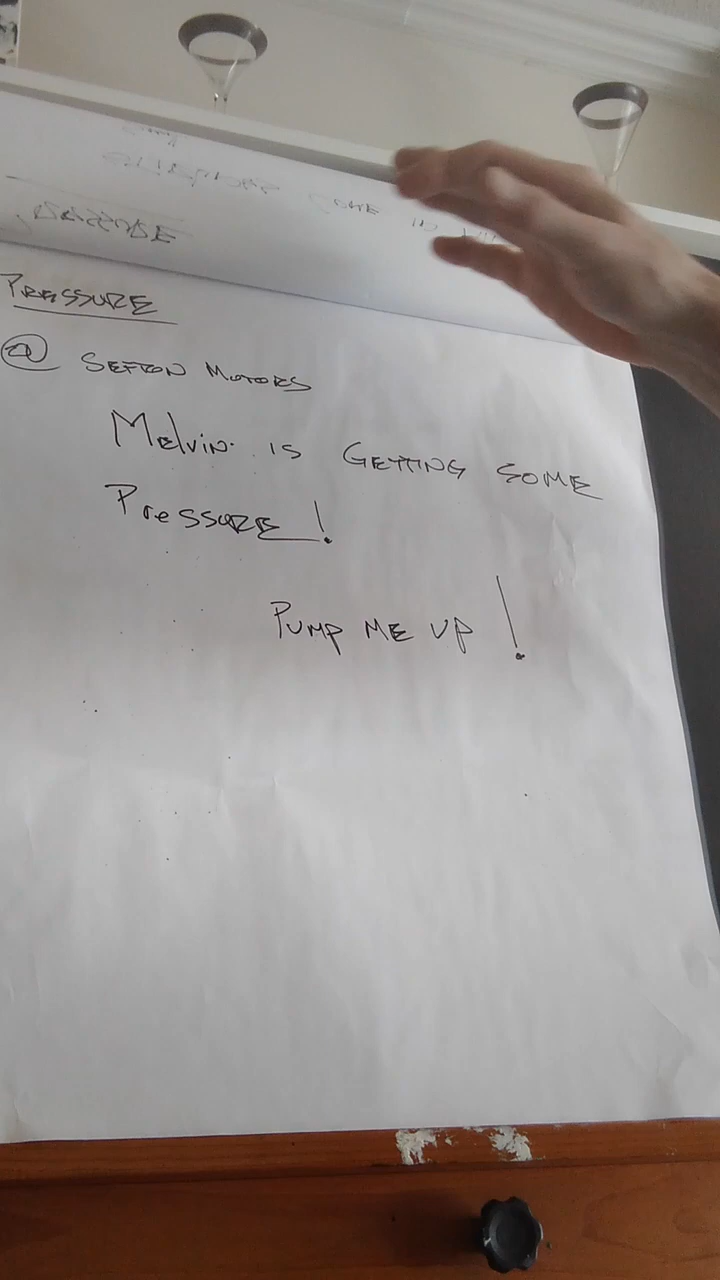 PRESSURE
@ SEFTON MOTORS
Melvin. IS GETTING SOME
PreSSURE!
PUMP ME UP!